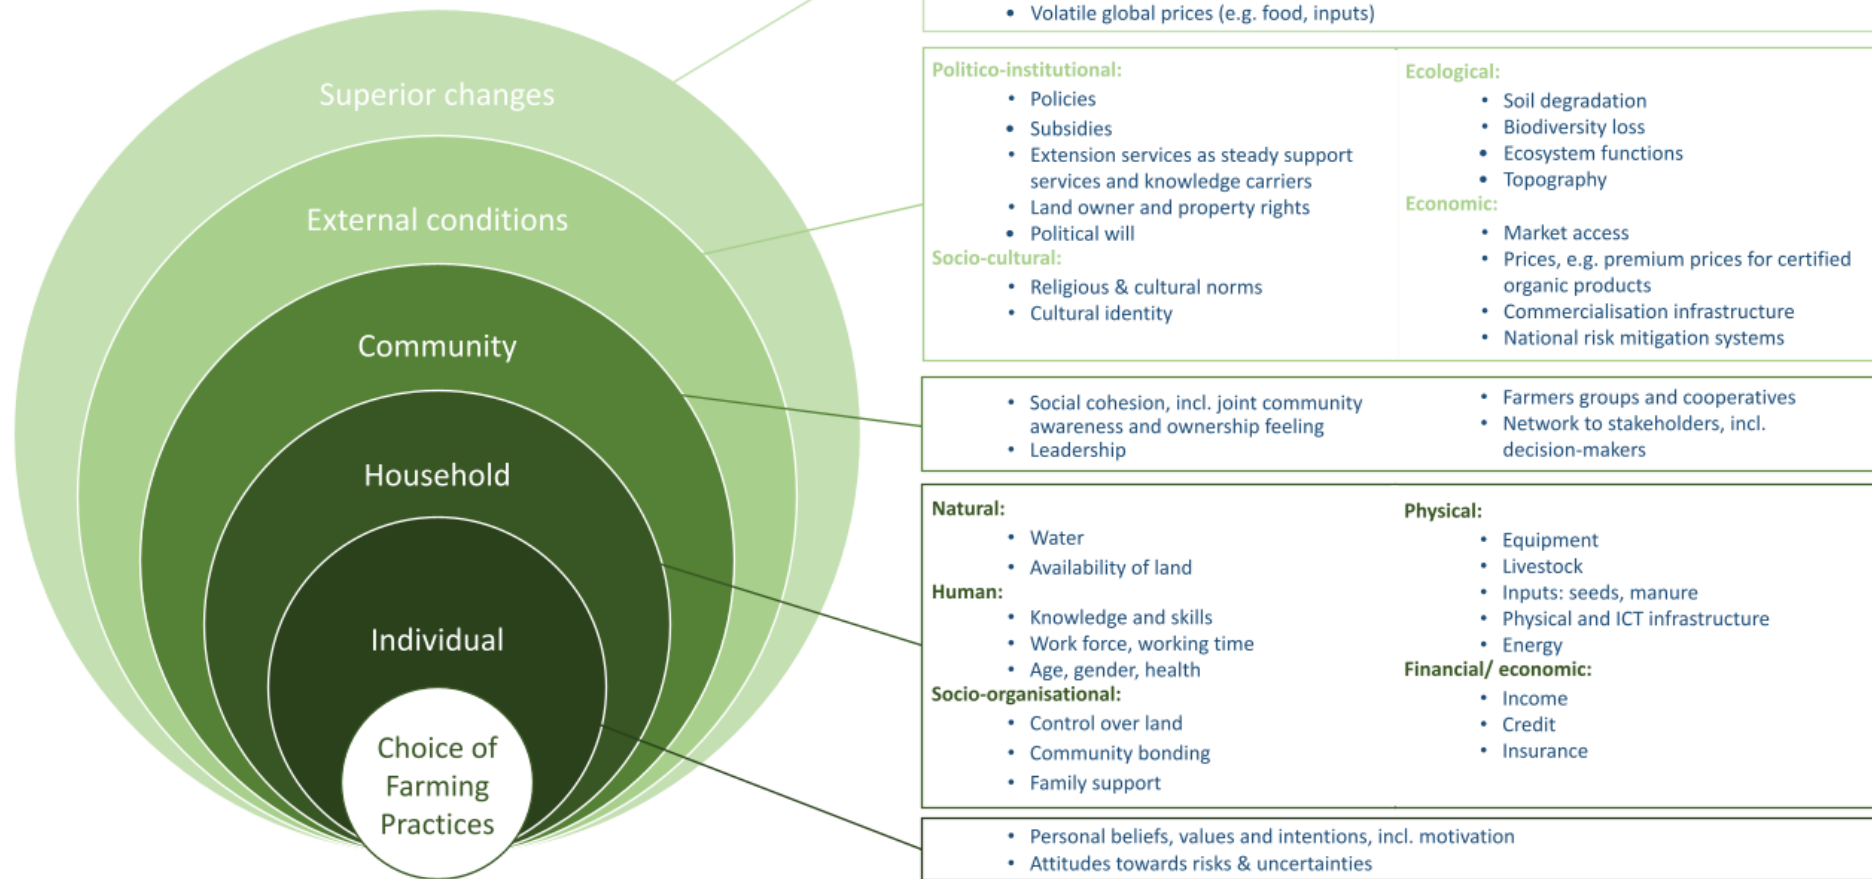 Superior changes
External conditions
Community
Household
Individual
Choice of
Farming
Practices
• Volatile global prices (e.g. food, inputs)
Politico-institutional:
• Policies
• Subsidies
• Extension services as steady support
services and knowledge carriers
• Land owner and property rights
• Political will
Socio-cultural:
• Religious & cultural norms
• Cultural identity
Ecological:
• Soil degradation
• Biodiversity loss
• Ecosystem functions
• Topography
Economic:
• Market access
• Prices, e.g. premium prices for certified
organic products
• Commercialisation infrastructure
• National risk mitigation systems
• Social cohesion, incl. joint community
awareness and ownership feeling
• Leadership
• Farmers groups and cooperatives
• Network to stakeholders, incl.
decision-makers
Natural:
• Water
• Availability of land
Human:
• Knowledge and skills
• Work force, working time
• Age, gender, health
Socio-organisational:
• Control over land
• Community bonding
• Family support
Physical:
• Equipment
• Livestock
• Inputs: seeds, manure
• Physical and ICT infrastructure
• Energy
Financial/ economic:
• Income
• Credit
• Insurance
• Personal beliefs, values and intentions, incl. motivation
• Attitudes towards risks & uncertainties